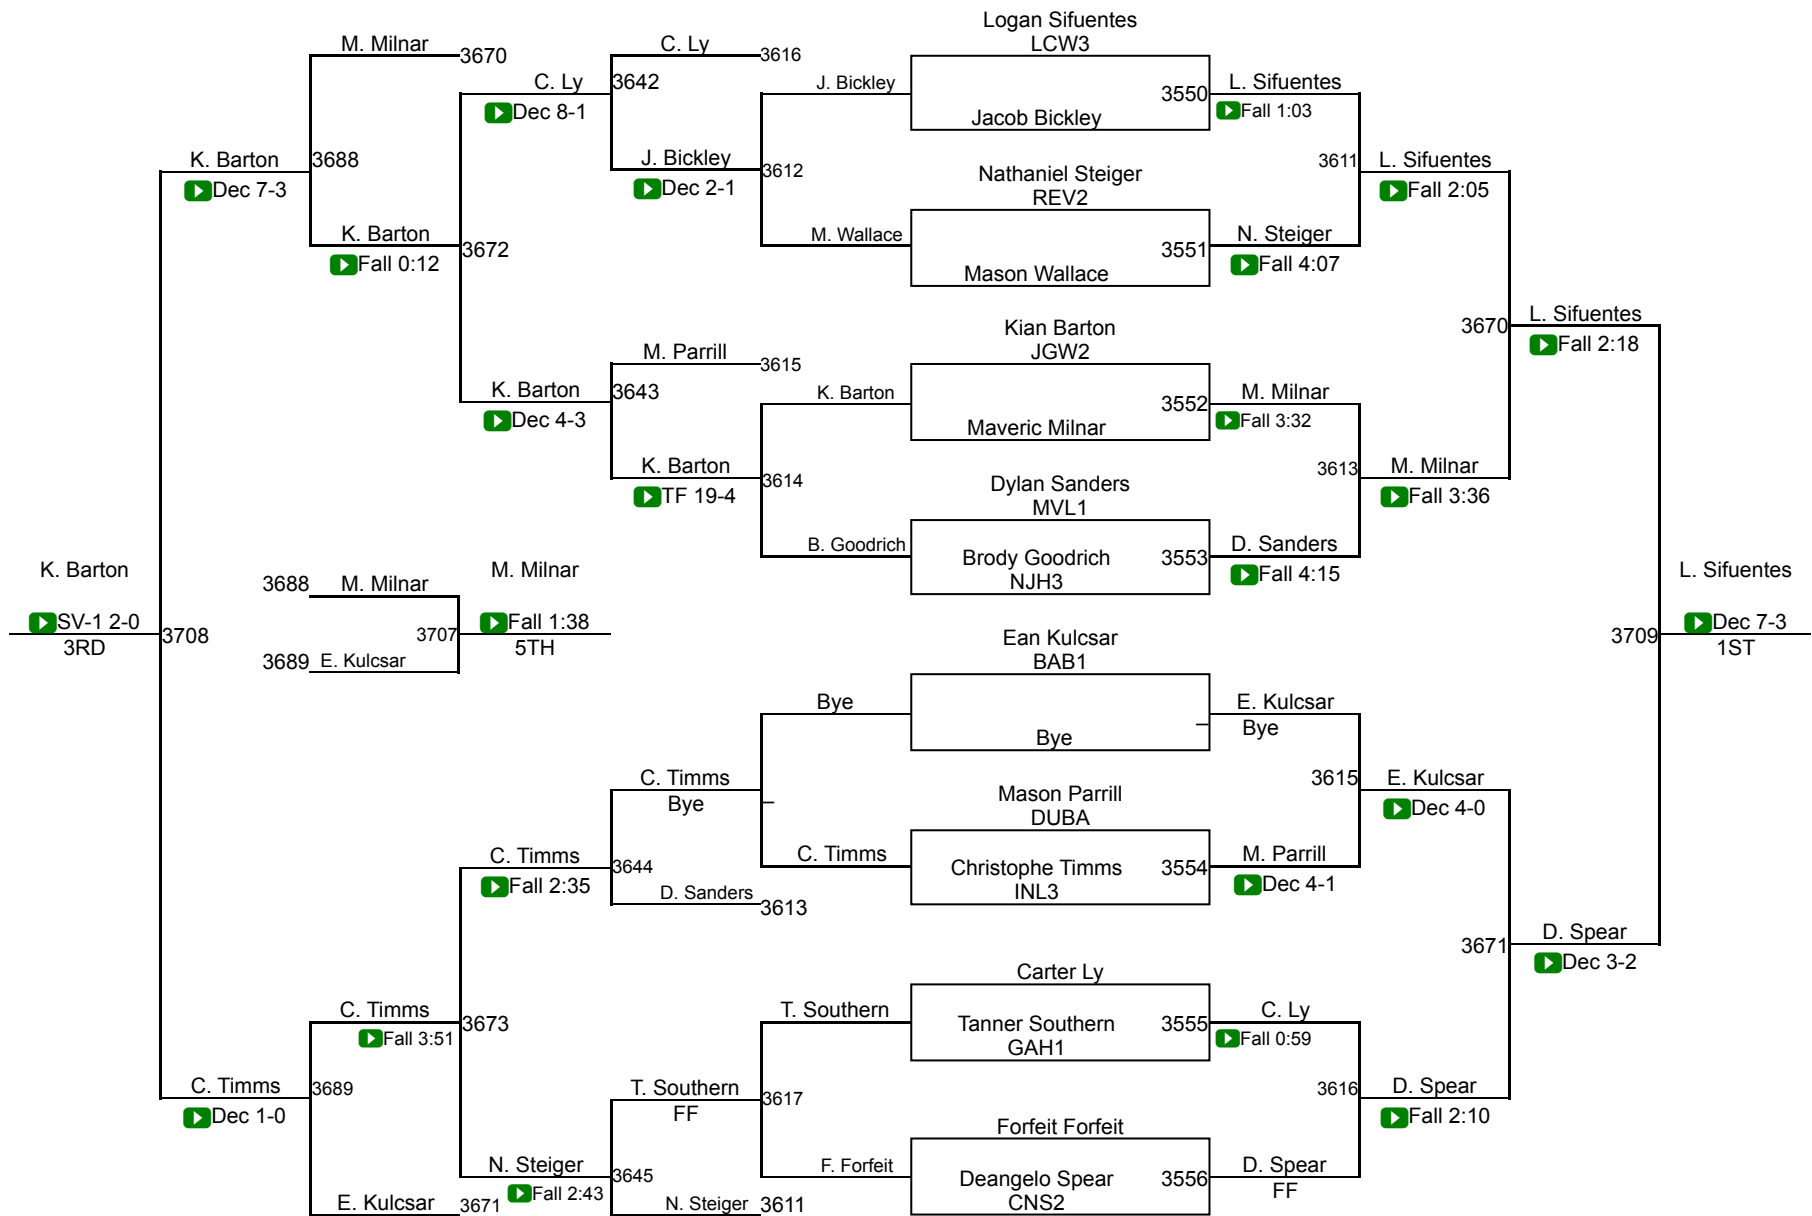 Logan Sifuentes
LCW3
M. Milnar
3670
C. Ly
3616
C. Ly
3642
Dec 8-1
J. Bickley
3550
L. Sifuentes
Fall 1:03
Jacob Bickley
K. Barton
3688
Dec 7-3
J. Bickley
3612
Dec 2-1
Nathaniel Steiger
REV2
3611
L. Sifuentes
Fall 2:05
K. Barton
3672
Fall 0:12
M. Wallace
3551
N. Steiger
Fall 4:07
Mason Wallace
Kian Barton
JGW2
3670
L. Sifuentes
Fall 2:18
M. Parrill
3615
K. Barton
3643
Dec 4-3
K. Barton
3552
M. Milnar
Fall 3:32
Maveric Milnar
K. Barton
3614
TF 19-4
Dylan Sanders
MVL1
3613
M. Milnar
Fall 3:36
B. Goodrich
Brody Goodrich
NJH3
3553
D. Sanders
Fall 4:15
K. Barton
SV-1 2-0
3RD
3708
3688
M. Milnar
3707
3689
E. Kulcsar
M. Milnar
Fall 1:38
5TH
L. Sifuentes
3709
Dec 7-3
1ST
Ean Kulcsar
BAB1
Bye
Bye
E. Kulcsar
Bye
C. Timms
Bye
Mason Parrill
DUBA
3615
E. Kulcsar
Dec 4-0
C. Timms
3644
Fall 2:35
C. Timms
Christophe Timms
INL3
3554
M. Parrill
Dec 4-1
D. Sanders
3613
3671
D. Spear
Dec 3-2
Carter Ly
C. Timms
3673
Fall 3:51
T. Southern
Tanner Southern
GAH1
3555
C. Ly
Fall 0:59
C. Timms
3689
Dec 1-0
T. Southern
FF
3617
3616
D. Spear
Fall 2:10
Forfeit Forfeit
N. Steiger
3645
Fall 2:43
F. Forfeit
Deangelo Spear
CNS2
3556
D. Spear
FF
E. Kulcsar
3671
N. Steiger
3611